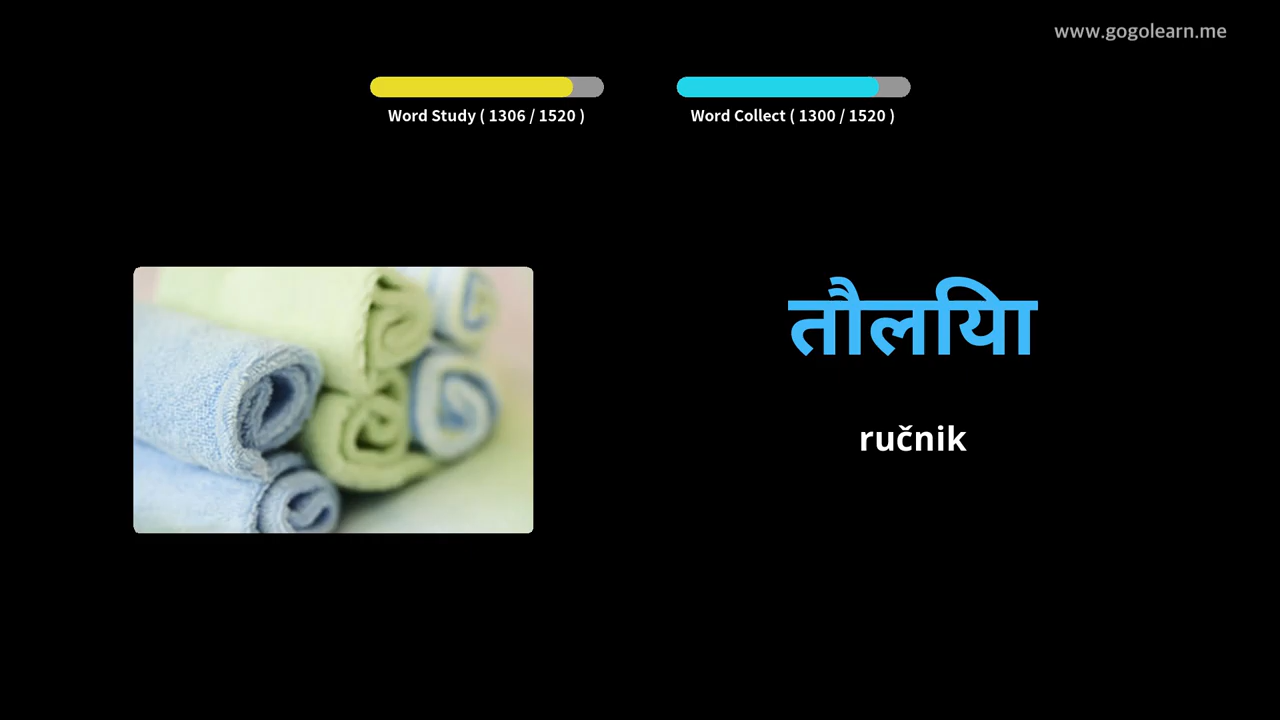 www.gogolearn.me
Word Study ( 1306 / 1520 )
Word Collect ( 1300 / 1520 )
तौलिया
ručnik